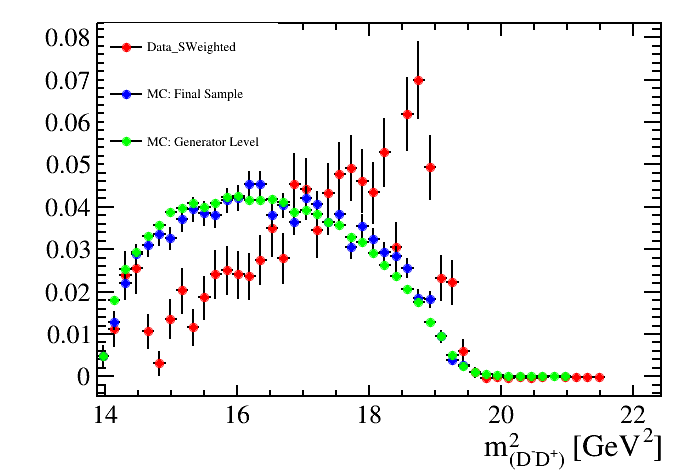 0.08
Data_SWeighted
0.07
MC: Final Sample
0.06
MC: Generator Level
0.05
0.04
0.03
0.02
0.01
0
14 16 18 20 22
m²(D⁻D⁺) [GeV²]